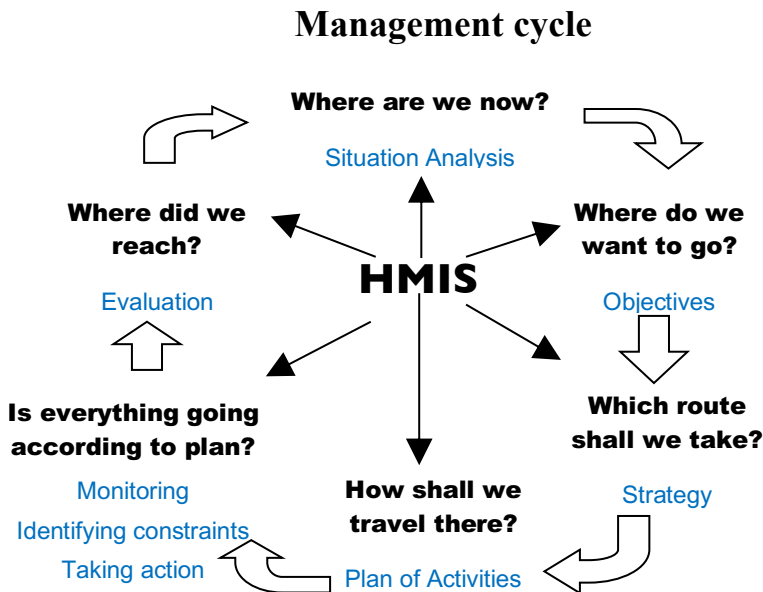 Management cycle
Where are we now?
Situation Analysis
Where do we
want to go?
Objectives
Which route
shall we take?
Strategy
How shall we
travel there?
Plan of Activities
Is everything going
according to plan?
Monitoring
Identifying constraints
Taking action
Where did we
reach?
Evaluation
HMIS